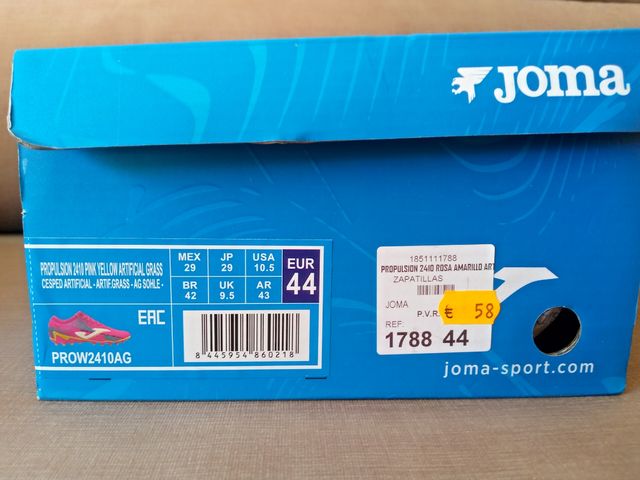 JOMA
PROPULSION 2410 PINK YELLOW ARTIFICIAL GRASS
CESPED ARTIFICIAL - ARTIF.GRASS - AG SOHLE -
MEX 29
JP 29
USA 10.5
BR 42
UK 9.5
AR 43
EUR 44
EAC
PROW2410AG
8 445954 860218
1851111788
PROPULSION 2410 ROSA AMARILLO ART
ZAPATILLAS
JOMA
P.V.R.
€ 58
REF:
1788 44
joma-sport.com